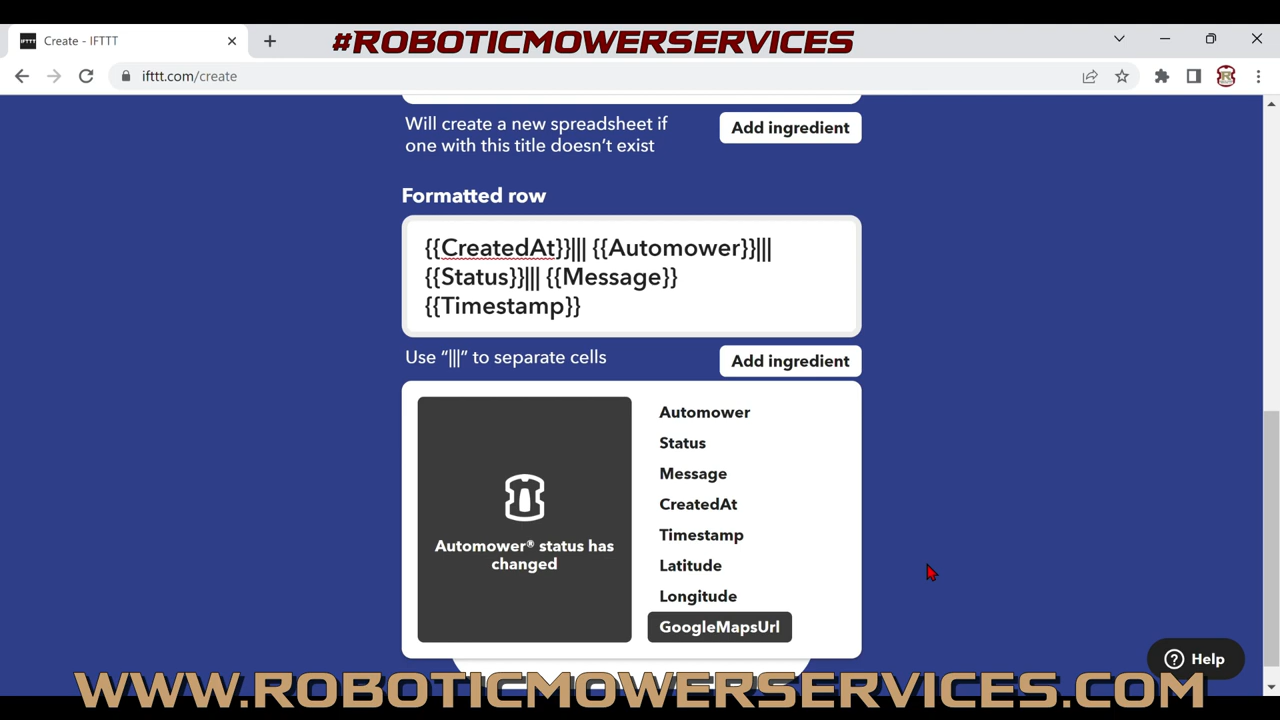 #ROBOTICMOWERSERVICES
IFTTT
Create - IFTTT
ifttt.com/create
R
Will create a new spreadsheet if
one with this title doesn’t exist
Add ingredient
Formatted row
{{CreatedAt}}||| {{Automower}}|||
{{Status}}||| {{Message}}
{{Timestamp}}
Use “|||” to separate cells
Add ingredient
Automower® status has
changed
Automower
Status
Message
CreatedAt
Timestamp
Latitude
Longitude
GoogleMapsUrl
? Help
WWW.ROBOTICMOWERSERVICES.COM